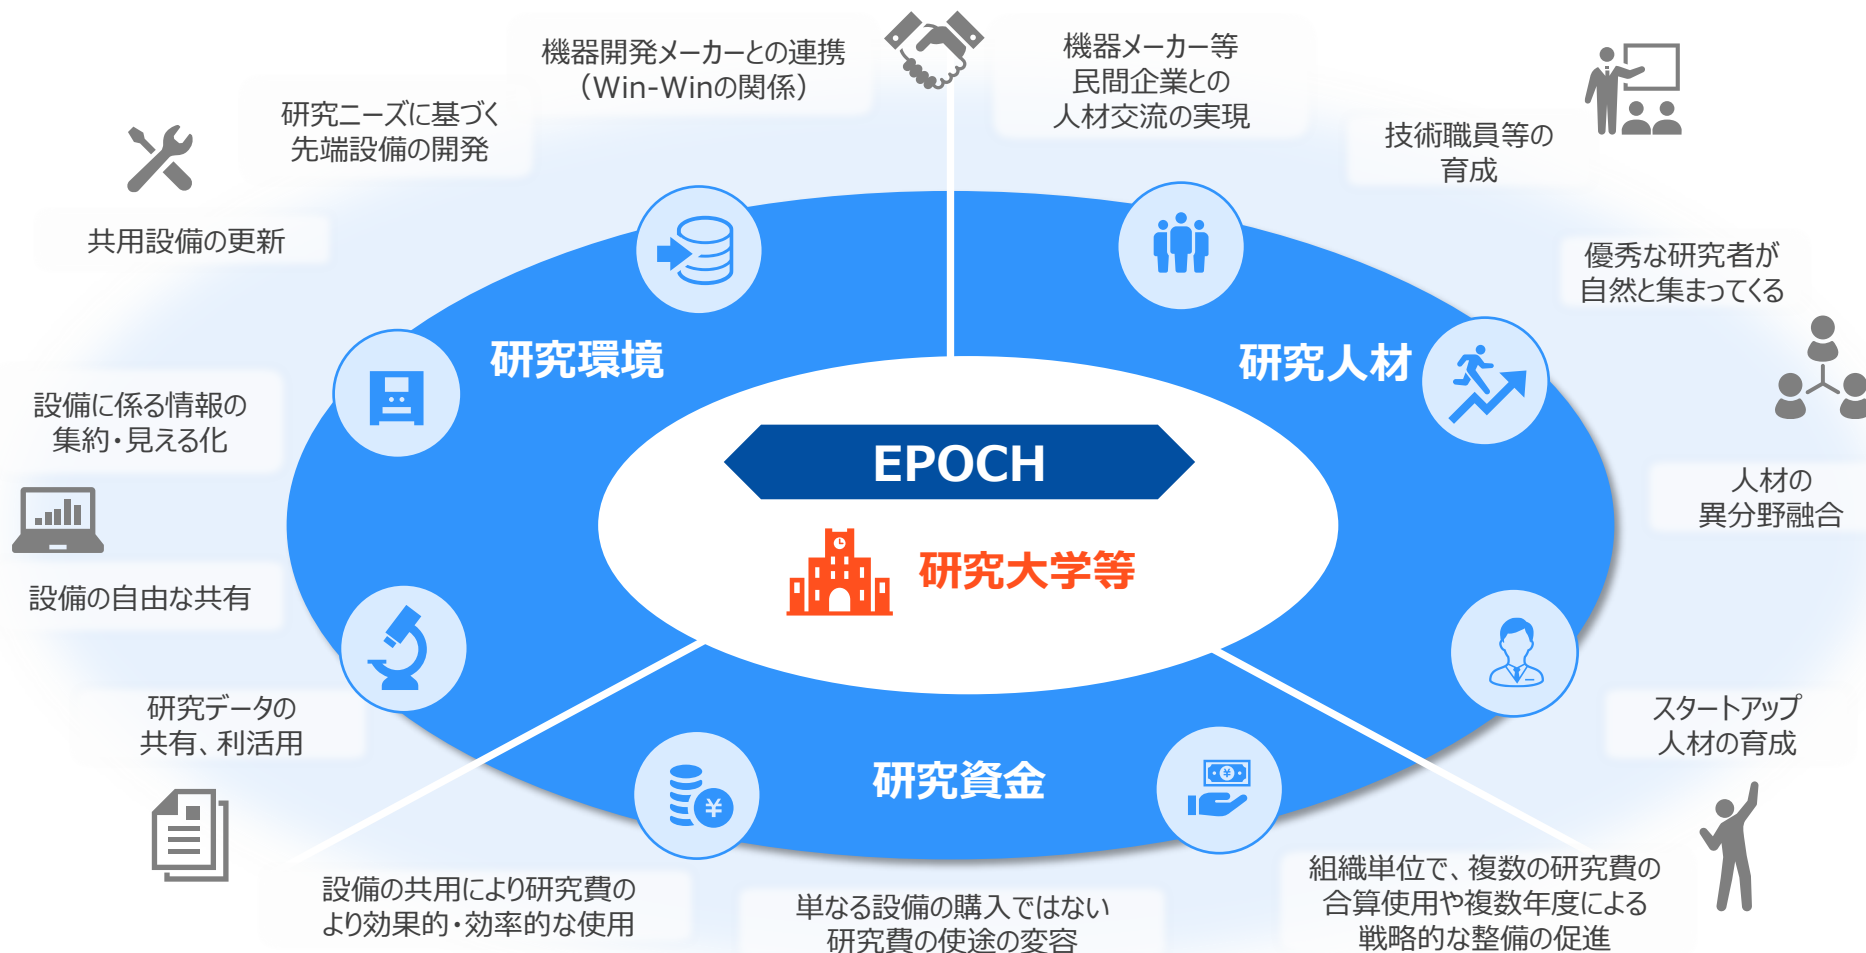 機器開発メーカーとの連携
（Win-Winの関係）
機器メーカー等
民間企業との
人材交流の実現
研究ニーズに基づく
先端設備の開発
技術職員等の
育成
共用設備の更新
優秀な研究者が
自然と集まってくる
研究環境
研究人材
設備に係る情報の
集約・見える化
EPOCH
人材の
異分野融合
研究大学等
設備の自由な共有
研究データの
共有、利活用
スタートアップ
人材の育成
研究資金
設備の共用により研究費の
より効果的・効率的な使用
単なる設備の購入ではない
研究費の使途の変容
組織単位で、複数の研究費の
合算使用や複数年度による
戦略的な整備の促進